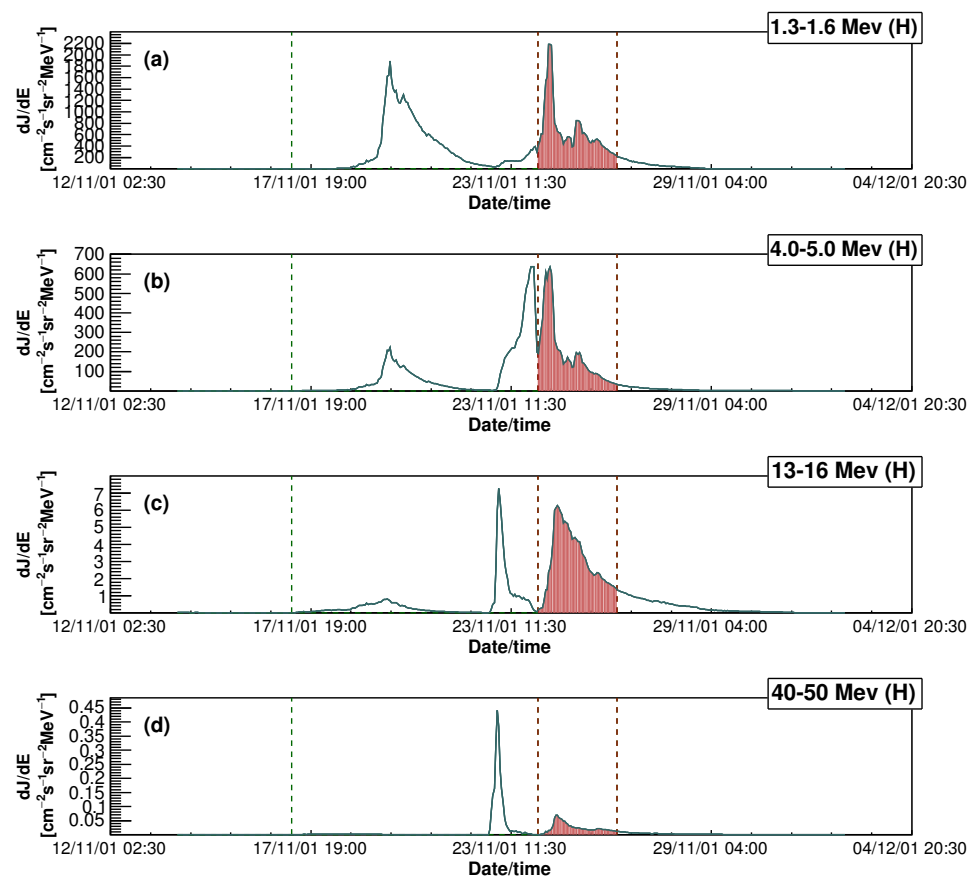 1.3-1.6 Mev (H)
(a)
dJ/dE
[cm−2s−1sr−2MeV−1]
2200
2000
1800
1600
1400
1200
1000
800
600
400
200
12/11/01 02:30 17/11/01 19:00 23/11/01 11:30 29/11/01 04:00 04/12/01 20:30
Date/time
4.0-5.0 Mev (H)
(b)
dJ/dE
[cm−2s−1sr−2MeV−1]
700
600
500
400
300
200
100
12/11/01 02:30 17/11/01 19:00 23/11/01 11:30 29/11/01 04:00 04/12/01 20:30
Date/time
13-16 Mev (H)
(c)
dJ/dE
[cm−2s−1sr−2MeV−1]
7
6
5
4
3
2
1
12/11/01 02:30 17/11/01 19:00 23/11/01 11:30 29/11/01 04:00 04/12/01 20:30
Date/time
40-50 Mev (H)
(d)
dJ/dE
[cm−2s−1sr−2MeV−1]
0.45
0.4
0.35
0.3
0.25
0.2
0.15
0.1
0.05
12/11/01 02:30 17/11/01 19:00 23/11/01 11:30 29/11/01 04:00 04/12/01 20:30
Date/time